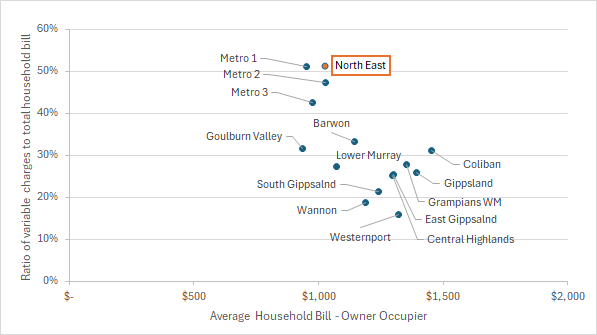 60%
50%
40%
30%
20%
10%
0%
Ratio of variable charges to total household bill
Metro 1
North East
Metro 2
Metro 3
Barwon
Goulburn Valley
Lower Murray
Coliban
South Gippsalnd
Gippsland
Wannon
Grampians WM
East Gippsalnd
Westernport
Central Highlands
$-
$500
$1,000
$1,500
$2,000
Average Household Bill - Owner Occupier